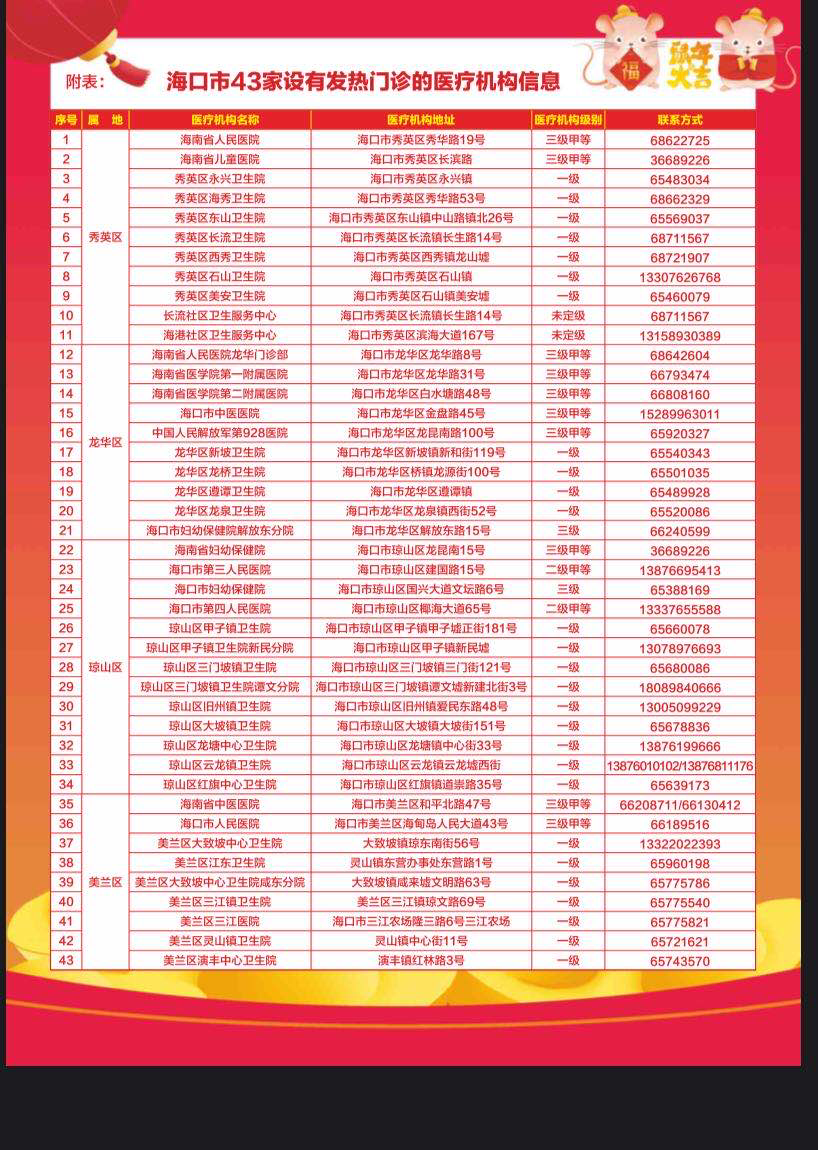 附表：
海口市43家设有发热门诊的医疗机构信息
福
鼠年
大吉
序号 属 地 医疗机构名称 医疗机构地址 医疗机构级别 联系方式
1 海南省人民医院 海口市秀英区秀华路19号 三级甲等 68622725
2 海南省儿童医院 海口市秀英区长滨路 三级甲等 36689226
3 秀英区永兴卫生院 海口市秀英区永兴镇 一级 65483034
4 秀英区海秀卫生院 海口市秀英区秀华路53号 一级 68662329
5 秀英区东山卫生院 海口市秀英区东山镇中山路镇北26号 一级 65569037
6 秀英区 秀英区长流卫生院 海口市秀英区长流镇长生路14号 一级 68711567
7 秀英区西秀卫生院 海口市秀英区西秀镇龙山墟 一级 68721907
8 秀英区石山卫生院 海口市秀英区石山镇 一级 13307626768
9 秀英区美安卫生院 海口市秀英区石山镇美安墟 一级 65460079
10 长流社区卫生服务中心 海口市秀英区长流镇长生路14号 未定级 68711567
11 海港社区卫生服务中心 海口市秀英区滨海大道167号 未定级 13158930389
12 海南省人民医院龙华门诊部 海口市龙华区龙华路8号 三级甲等 68642604
13 海南省医学院第一附属医院 海口市龙华区龙华路31号 三级甲等 66793474
14 海南省医学院第二附属医院 海口市龙华区白水塘路48号 三级甲等 66808160
15 海口市中医医院 海口市龙华区金盘路45号 三级甲等 15289963011
16 龙华区 中国人民解放军第928医院 海口市龙华区龙昆南路100号 三级甲等 65920327
17 龙华区新坡卫生院 海口市龙华区新坡镇新和街119号 一级 65540343
18 龙华区龙桥卫生院 海口市龙华区桥镇龙源街100号 一级 65501035
19 龙华区遵谭卫生院 海口市龙华区遵谭镇 一级 65489928
20 龙华区龙泉卫生院 海口市龙华区龙泉镇西街52号 一级 65520086
21 海口市妇幼保健院解放东分院 海口市龙华区解放东路15号 三级 66240599
22 海南省妇幼保健院 海口市琼山区龙昆南15号 三级甲等 36689226
23 海口市第三人民医院 海口市琼山区建国路15号 二级甲等 13876695413
24 海口市妇幼保健院 海口市琼山区国兴大道文坛路6号 三级 65388169
25 海口市第四人民医院 海口市琼山区椰海大道65号 二级甲等 13337655588
26 琼山区甲子镇卫生院 海口市琼山区甲子镇甲子墟正街181号 一级 65660078
27 琼山区甲子镇卫生院新民分院 海口市琼山区甲子镇新民墟 一级 13078976693
28 琼山区 琼山区三门坡镇卫生院 海口市琼山区三门坡镇三门街121号 一级 65680086
29 琼山区三门坡镇卫生院谭文分院 海口市琼山区三门坡镇谭文墟新建北街3号 一级 18089840666
30 琼山区旧州镇卫生院 海口市琼山区旧州镇爱民东路48号 一级 13005099229
31 琼山区大坡镇卫生院 海口市琼山区大坡镇大坡街151号 一级 65678836
32 琼山区龙塘中心卫生院 海口市琼山区龙塘镇中心街33号 一级 13876199666
33 琼山区云龙镇卫生院 海口市琼山区云龙镇云龙墟西街 一级 13876010102/13876811176
34 琼山区红旗中心卫生院 海口市琼山区红旗镇道崇路35号 一级 65639173
35 海南省中医医院 海口市美兰区和平北路47号 三级甲等 66208711/66130412
36 海口市人民医院 海口市美兰区海甸岛人民大道43号 三级甲等 66189516
37 美兰区大致坡中心卫生院 大致坡镇琼东南街56号 一级 13322022393
38 美兰区江东卫生院 灵山镇东营办事处东营路1号 一级 65960198
39 美兰区 美兰区大致坡中心卫生院咸东分院 大致坡镇咸来墟文明路63号 一级 65775786
40 美兰区三江镇卫生院 美兰区三江镇琼文路69号 一级 65775540
41 美兰区三江医院 海口市三江农场隆三路6号三江农场 一级 65775821
42 美兰区灵山镇卫生院 灵山镇中心街11号 一级 65721621
43 美兰区演丰中心卫生院 演丰镇红林路3号 一级 65743570